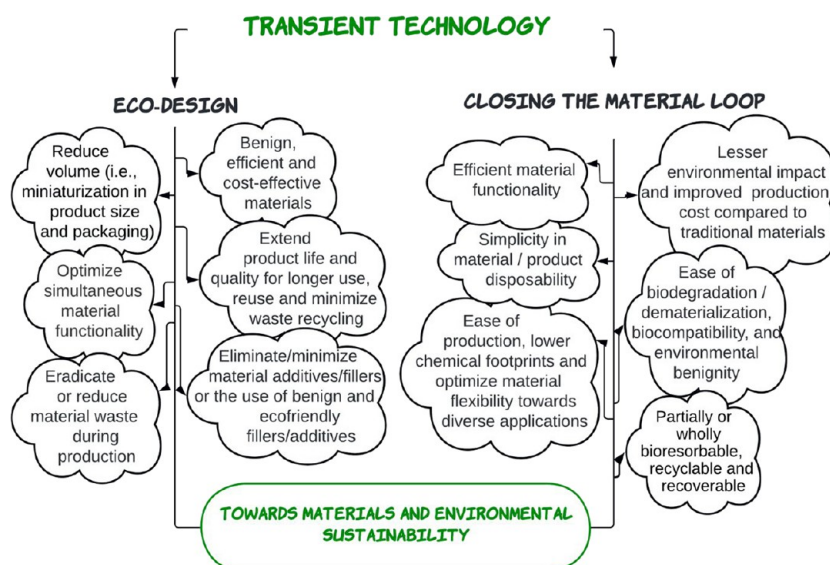 TRANSIENT TECHNOLOGY
ECO-DESIGN
Reduce
volume (i.e.,
miniaturization in
product size
and packaging)
Benign,
efficient and
cost-effective
materials
Optimize
simultaneous
material
functionality
Extend
product life and
quality for longer use,
reuse and minimize
waste recycling
Eradicate
or reduce
material waste
during
production
Eliminate/minimize
material additives/fillers
or the use of benign and
ecofriendly
fillers/additives
CLOSING THE MATERIAL LOOP
Efficient material
functionality
Lesser
environmental impact
and improved production
cost compared to
traditional materials
Simplicity in
material / product
disposability
Ease of
biodegradation /
dematerialization,
biocompatibility, and
environmental
benignity
Ease of
production, lower
chemical footprints and
optimize material
flexibility towards
diverse applications
Partially or
wholly
bioresorbable,
recyclable and
recoverable
TOWARDS MATERIALS AND ENVIRONMENTAL
SUSTAINABILITY